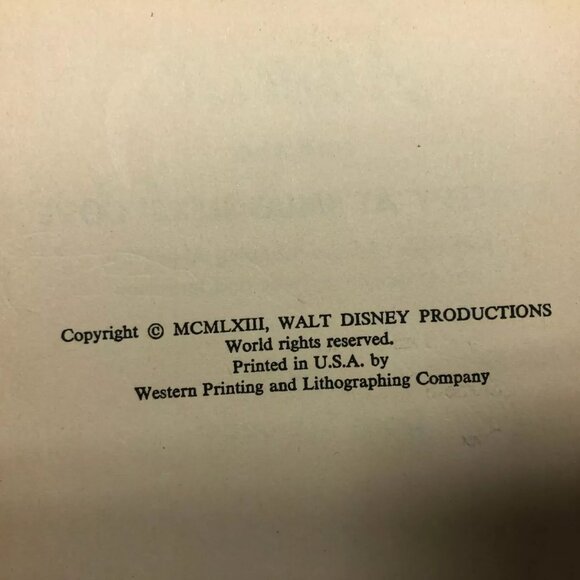 Copyright © MCMLXIII, WALT DISNEY PRODUCTIONS
World rights reserved.
Printed in U.S.A. by
Western Printing and Lithographing Company